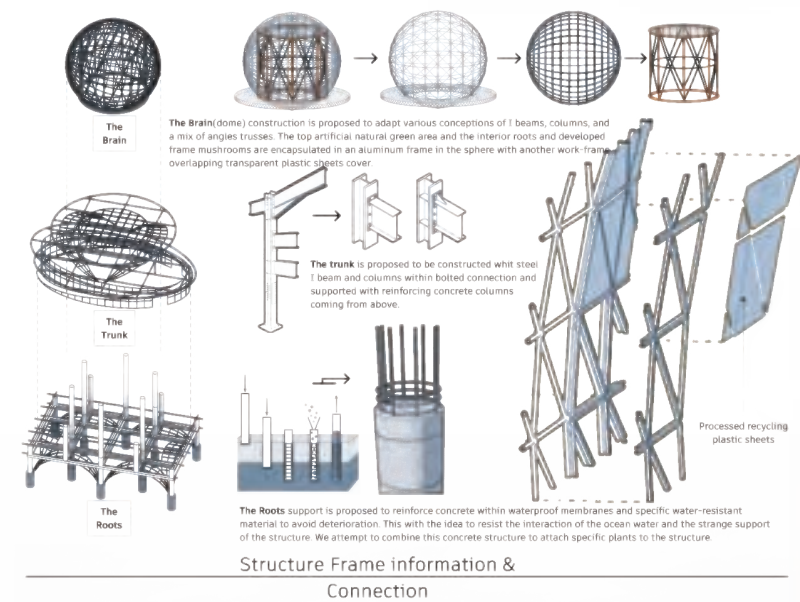 The
Brain
The Brain(dome) construction is proposed to adapt various conceptions of I beams, columns, and
a mix of angles trusses. The top artificial natural green area and the interior roots and developed
frame mushrooms are encapsulated in an aluminum frame in the sphere with another work-frame
overlapping transparent plastic sheets cover.
The
Trunk
The trunk is proposed to be constructed whit steel
I beam and columns within bolted connection and
supported with reinforcing concrete columns
coming from above.
Processed recycling
plastic sheets
The
Roots
The Roots support is proposed to reinforce concrete within waterproof membranes and specific water-resistant
material to avoid deterioration. This with the idea to resist the interaction of the ocean water and the strange support
of the structure. We attempt to combine this concrete structure to attach specific plants to the structure.
Structure Frame information &
Connection